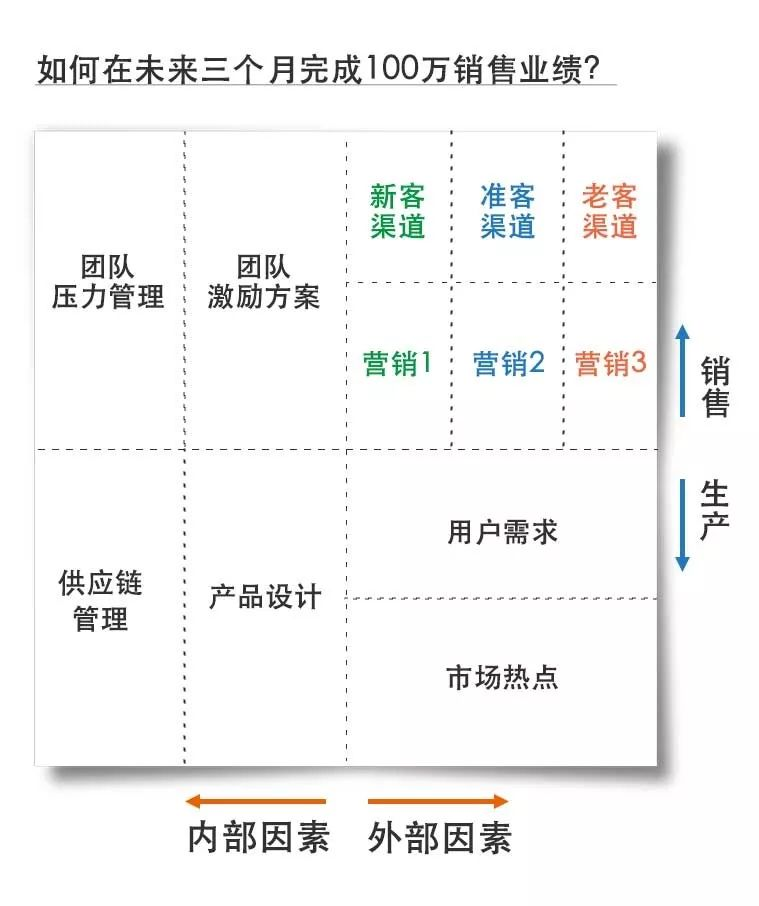 如何在未来三个月完成100万销售业绩?
团队
压力管理
团队
激励方案
新客
渠道
准客
渠道
老客
渠道
营销1
营销2
营销3
销售
生产
供应链
管理
产品设计
用户需求
市场热点
内部因素
外部因素